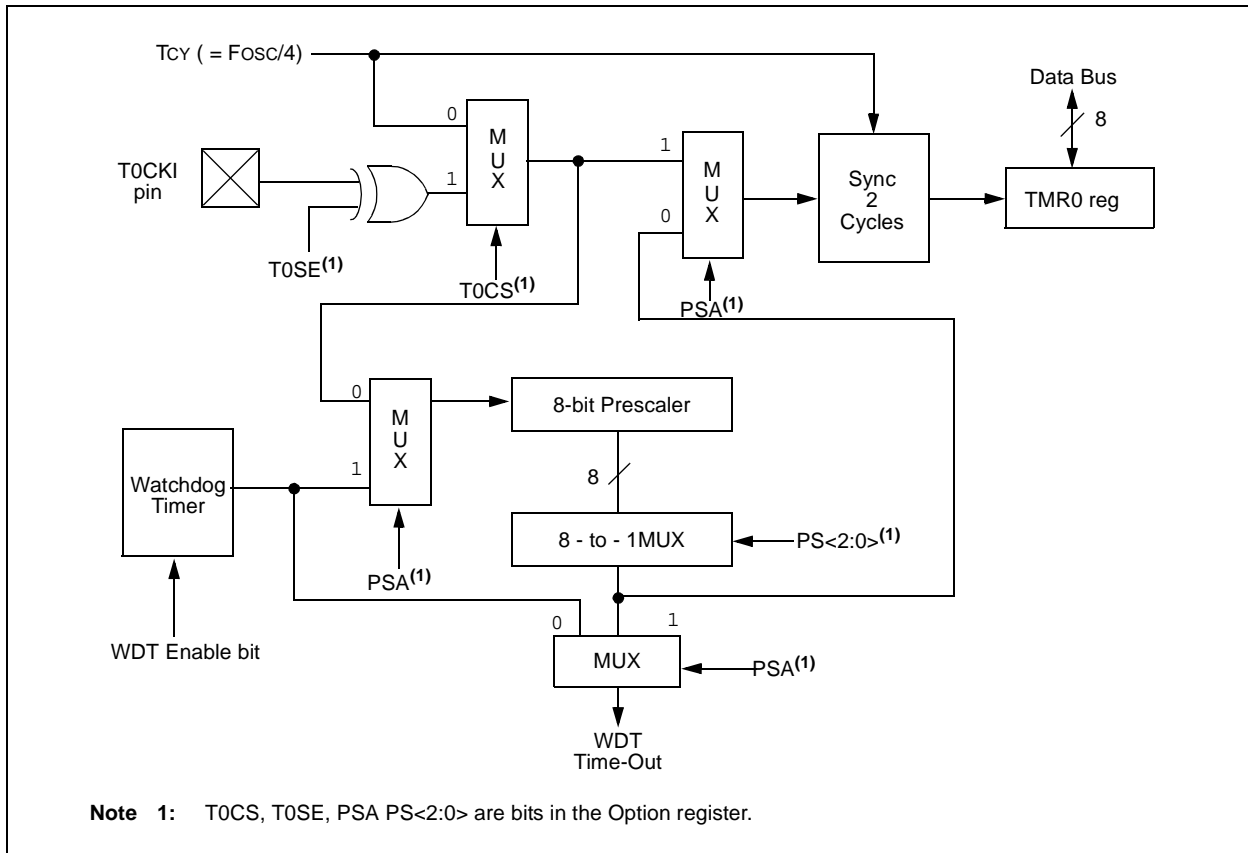 TCY ( = FOSC/4)
Data Bus
0
M
U
X
8
T0CKI
pin
1
1
M
U
X
Sync
2
Cycles
TMR0 reg
0
T0SE(1)
T0CS(1)
PSA(1)
0
M
U
X
8-bit Prescaler
1
Watchdog
Timer
8
8 - to - 1MUX
PS<2:0>(1)
PSA(1)
0
1
WDT Enable bit
MUX
PSA(1)
WDT
Time-Out
Note 1: T0CS, T0SE, PSA PS<2:0> are bits in the Option register.